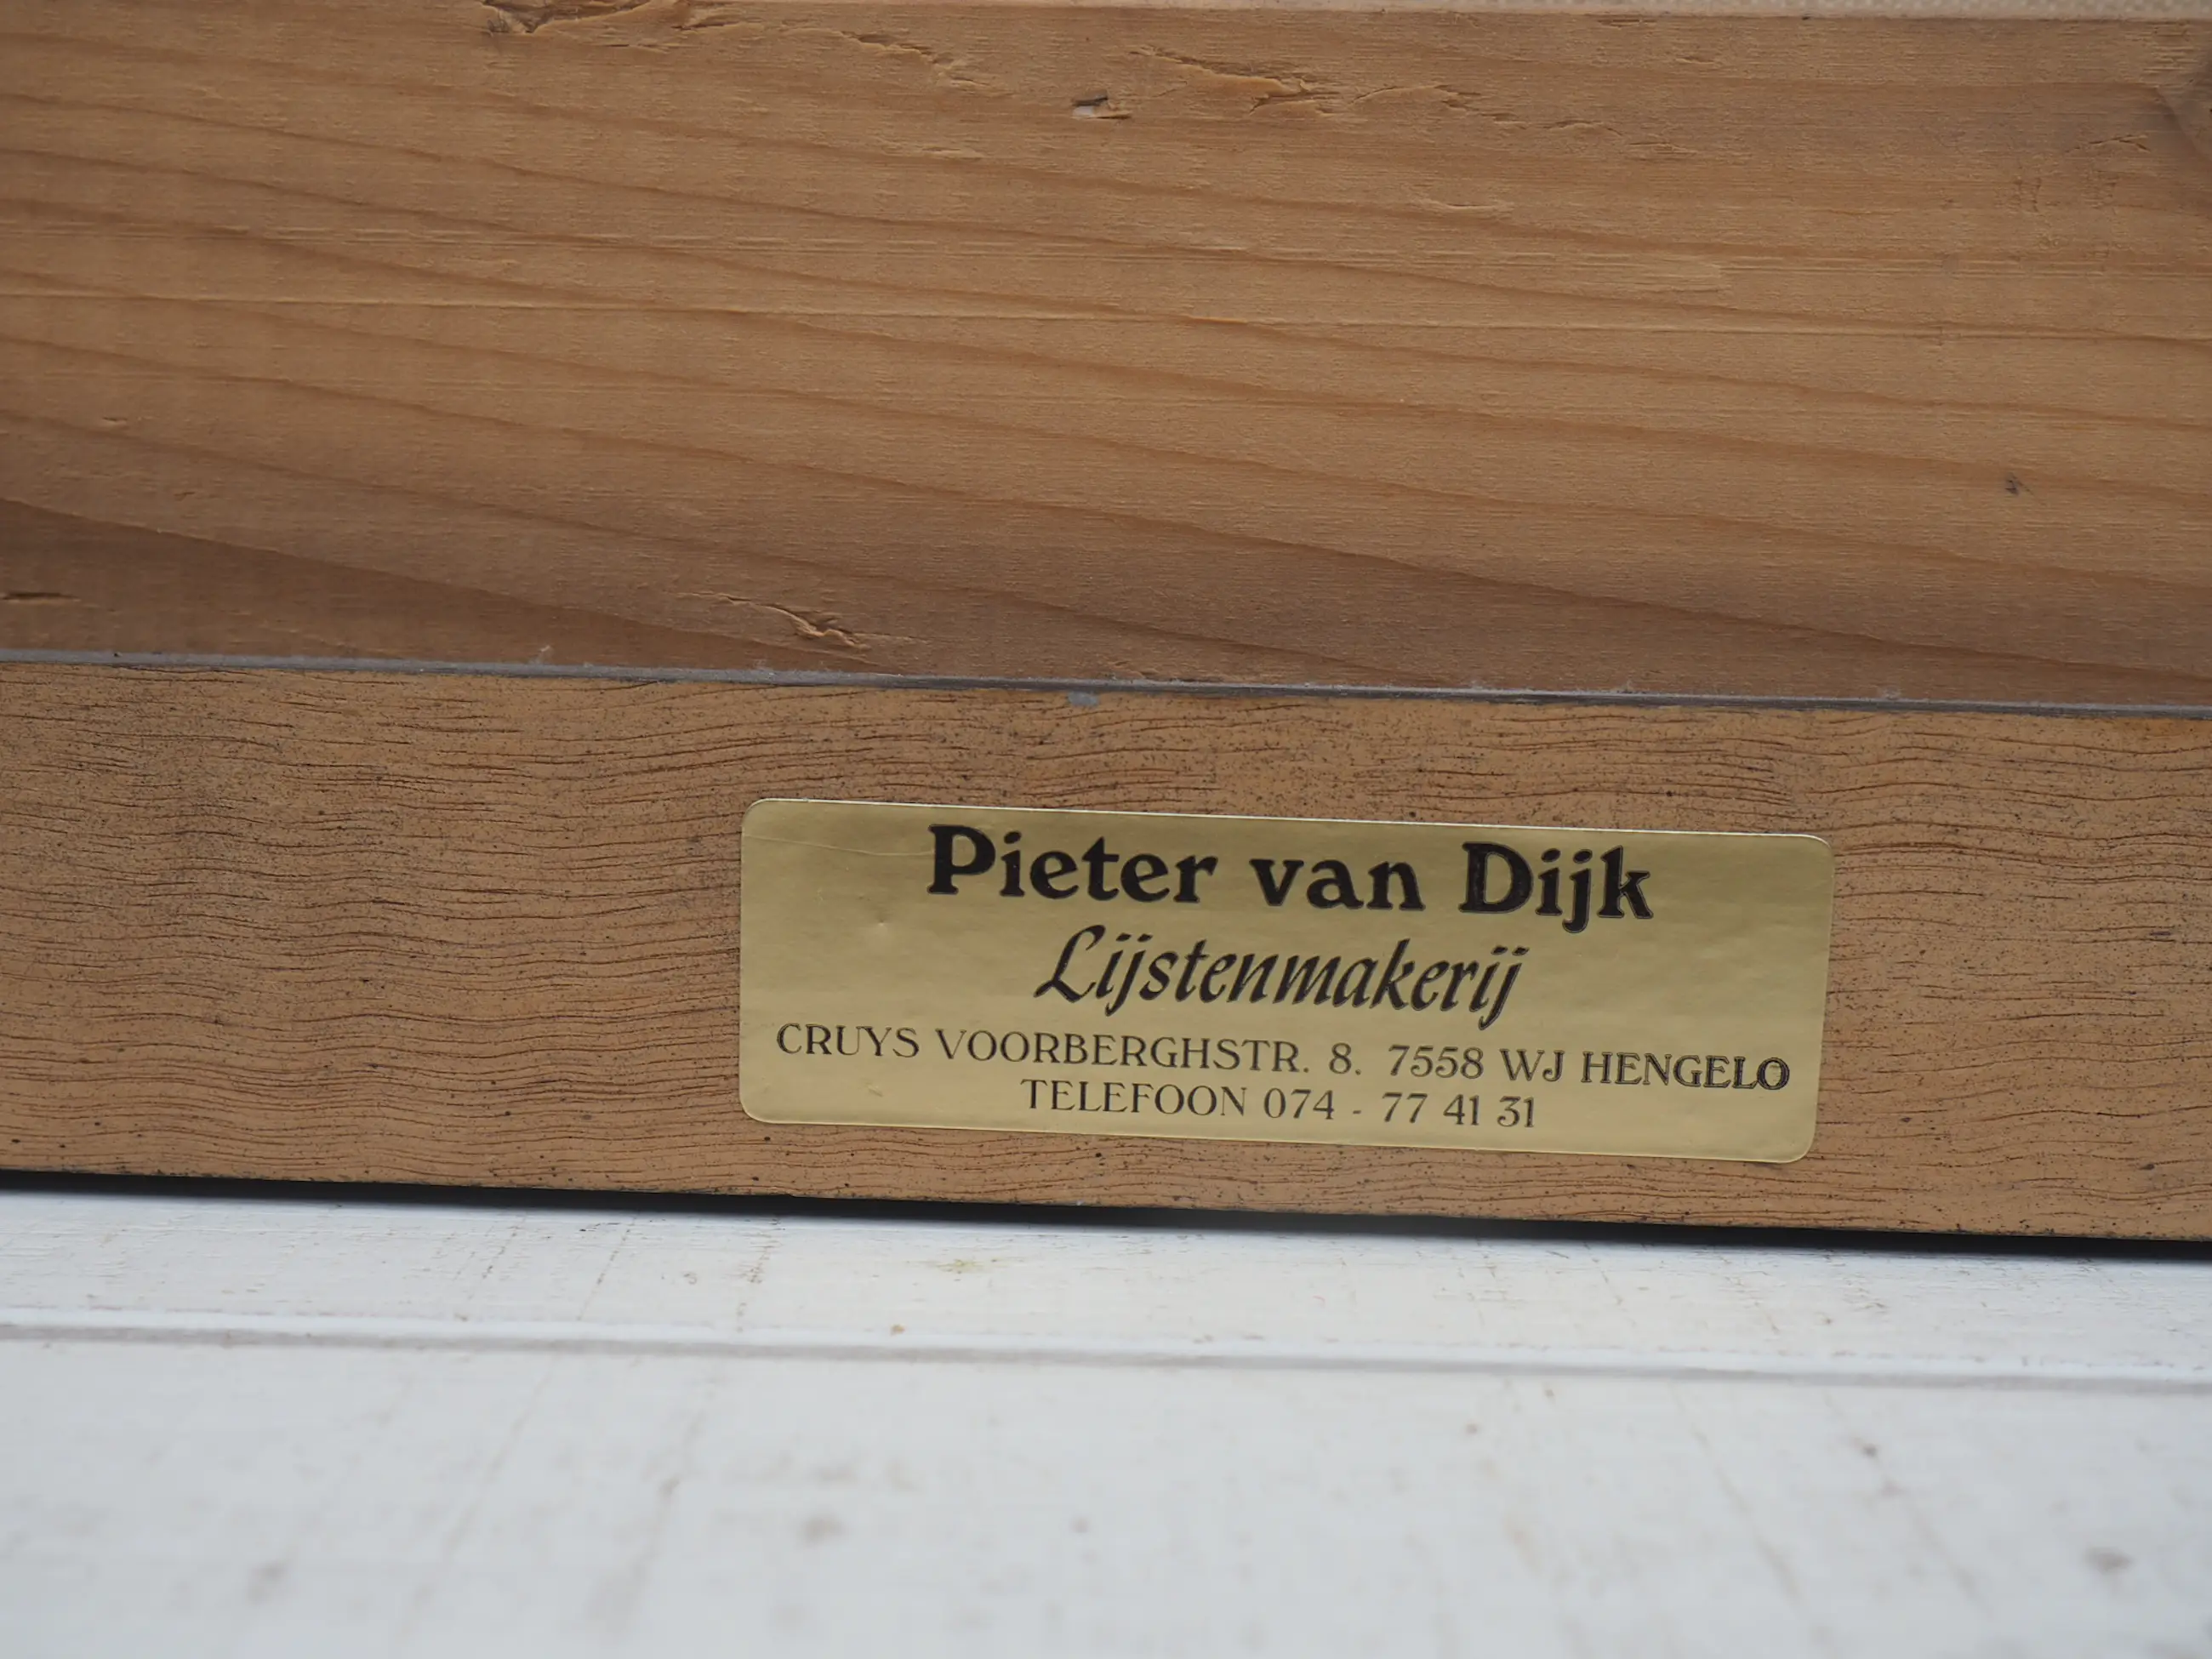 Pieter van Dijk
Lijstenmakerij
CRUYS VOORBERGHSTR. 8. 7558 WJ HENGELO
TELEFOON 074 - 77 41 31